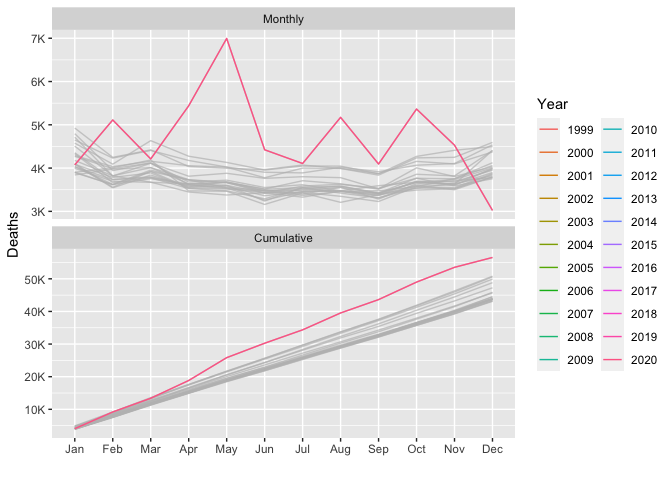 Monthly
7K
6K
5K
4K
3K
Deaths
Cumulative
50K
40K
30K
20K
10K
Jan Feb Mar Apr May Jun Jul Aug Sep Oct Nov Dec
Year
1999 2010
2000 2011
2001 2012
2002 2013
2003 2014
2004 2015
2005 2016
2006 2017
2007 2018
2008 2019
2009 2020